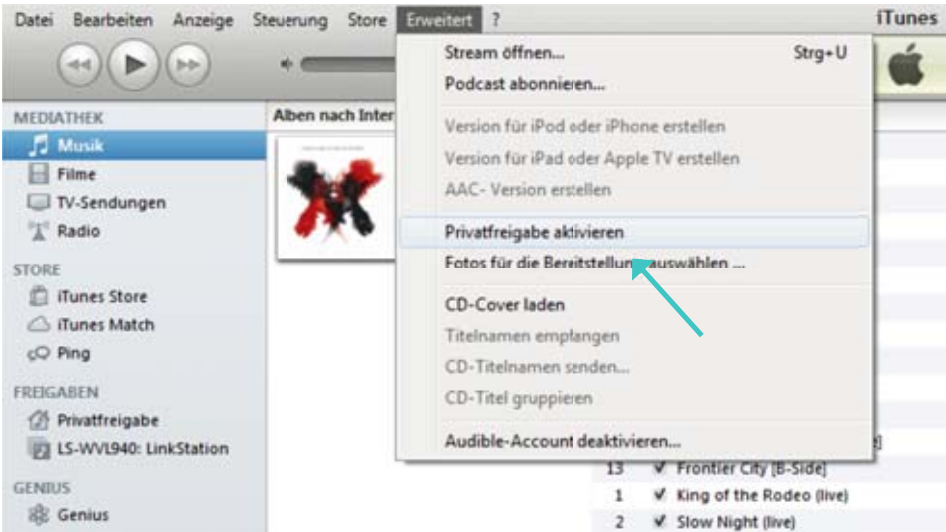 Datei Bearbeiten Anzeige Steuerung Store Erweitert ? iTunes
Stream öffnen... Strg+U
Podcast abonnieren...
Version für iPod oder iPhone erstellen
Version für iPad oder Apple TV erstellen
AAC- Version erstellen
Privatfreigabe aktivieren
Fotos für die Bereitstellung auswählen ...
CD-Cover laden
Titelnamen empfangen
CD-Titelnamen senden...
CD-Titel gruppieren
Audible-Account deaktivieren...
MEDIATHEK
Musik
Filme
TV-Sendungen
Radio
STORE
iTunes Store
iTunes Match
Ping
FREIGABEN
Privatfreigabe
LS-WVL940: LinkStation
GENIUS
Genius
Alben nach Inter
13 Frontier City [B-Side]
1 King of the Rodeo (live)
2 Slow Night (live)